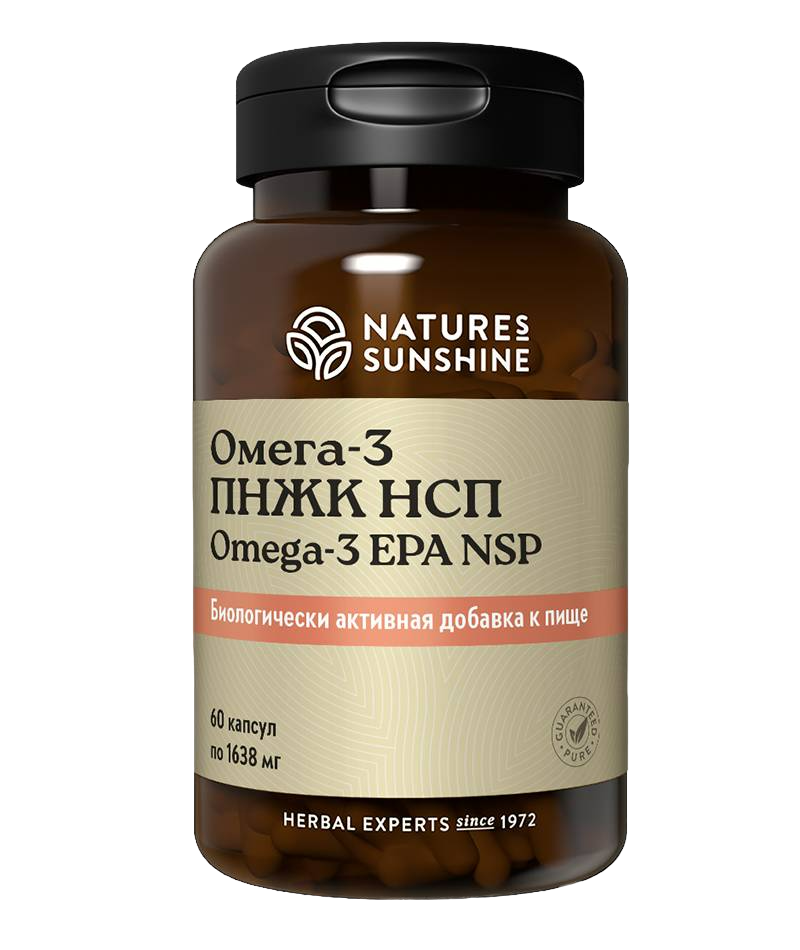 NATURES
SUNSHINE
Омега-3
ПНЖК НСП
Omega-3 EPA NSP
Биологически активная добавка к пище
60 капсул
по 1638 мг
GUARANTEED
PURE
HERBAL EXPERTS since 1972